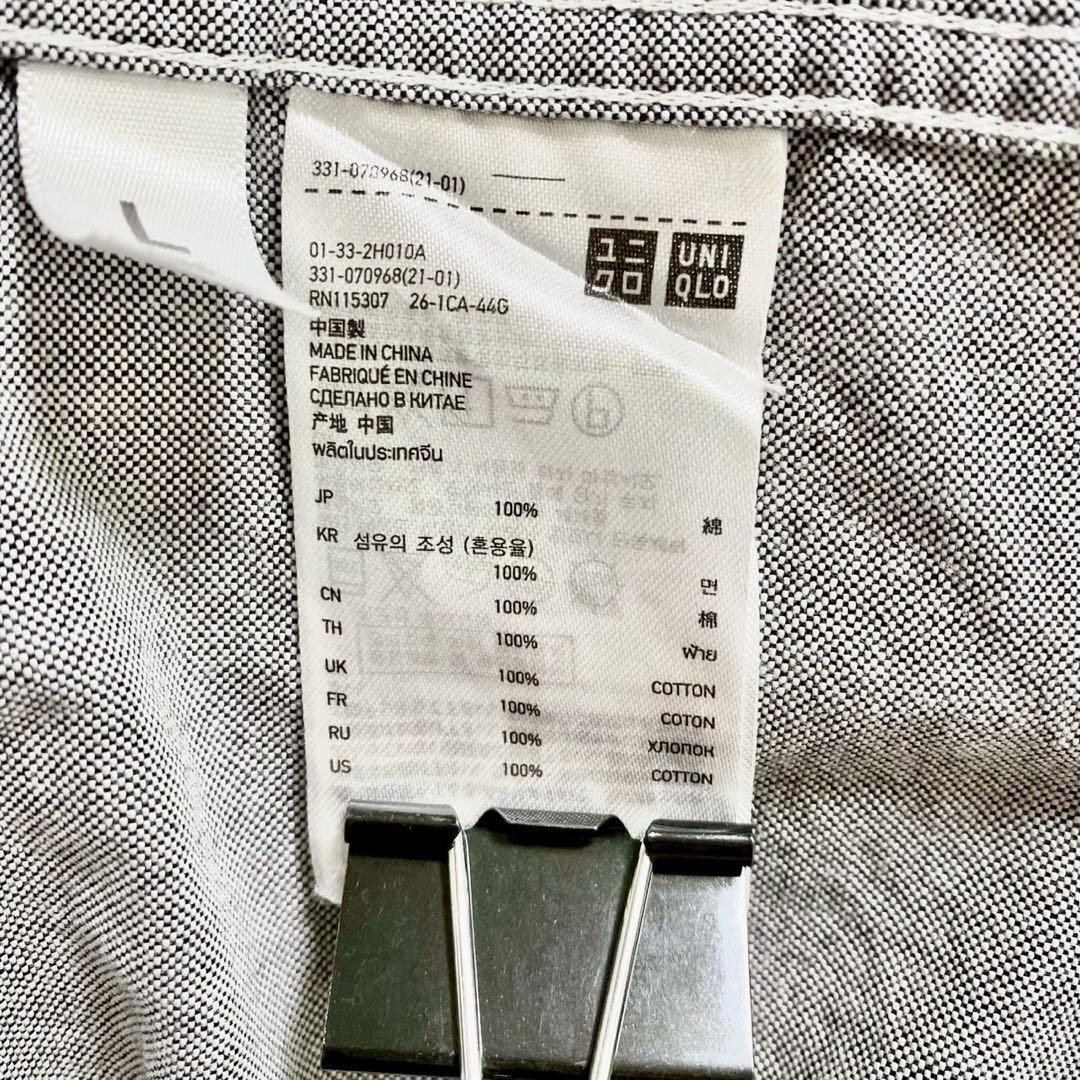 L
331-070968(21-01)
01-33-2H010A
331-070968(21-01)
RN115307 26-1CA-44G
ユニ
クロ
UNI
QLO
中国製
MADE IN CHINA
FABRIQUÉ EN CHINE
СДЕЛАНО В КИТАЕ
产地 中国
ผลิตในประเทศจีน
JP 100% 綿
KR 섬유의 조성 (혼용율)
100% 면
CN 100% 棉
TH 100% ฝ้าย
UK 100% COTTON
FR 100% COTON
RU 100% ХЛОПОК
US 100% COTTON